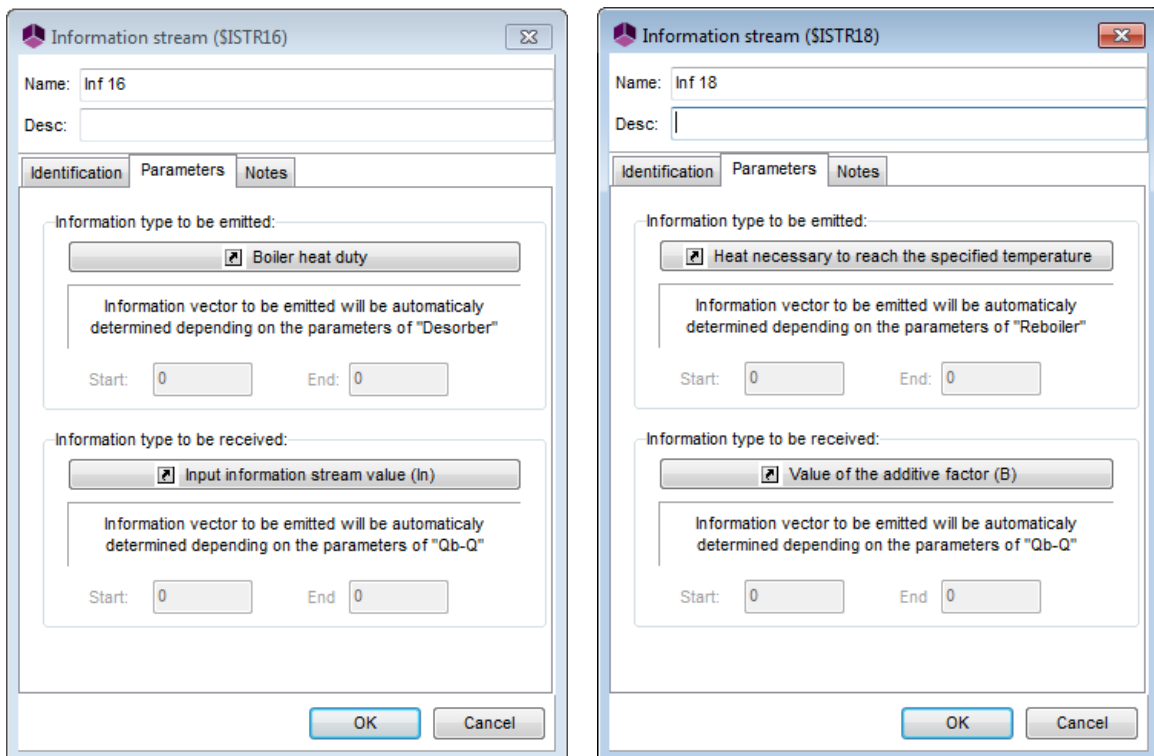 Information stream ($ISTR16)
Name: Inf 16
Desc:
Identification Parameters Notes
Information type to be emitted:
Boiler heat duty
Information vector to be emitted will be automaticaly
determined depending on the parameters of "Desorber"
Start: 0 End: 0
Information type to be received:
Input information stream value (In)
Information vector to be emitted will be automaticaly
determined depending on the parameters of "Qb-Q"
Start: 0 End 0
OK Cancel
Information stream ($ISTR18)
Name: Inf 18
Desc:
Identification Parameters Notes
Information type to be emitted:
Heat necessary to reach the specified temperature
Information vector to be emitted will be automaticaly
determined depending on the parameters of "Reboiler"
Start: 0 End: 0
Information type to be received:
Value of the additive factor (B)
Information vector to be emitted will be automaticaly
determined depending on the parameters of "Qb-Q"
Start: 0 End 0
OK Cancel